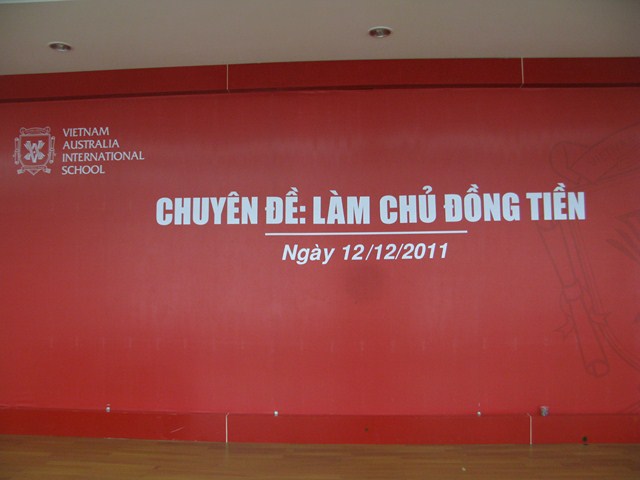 VIETNAM
AUSTRALIA
INTERNATIONAL
SCHOOL
CHUYÊN ĐỀ: LÀM CHỦ ĐỒNG TIỀN
Ngày 12/12/2011